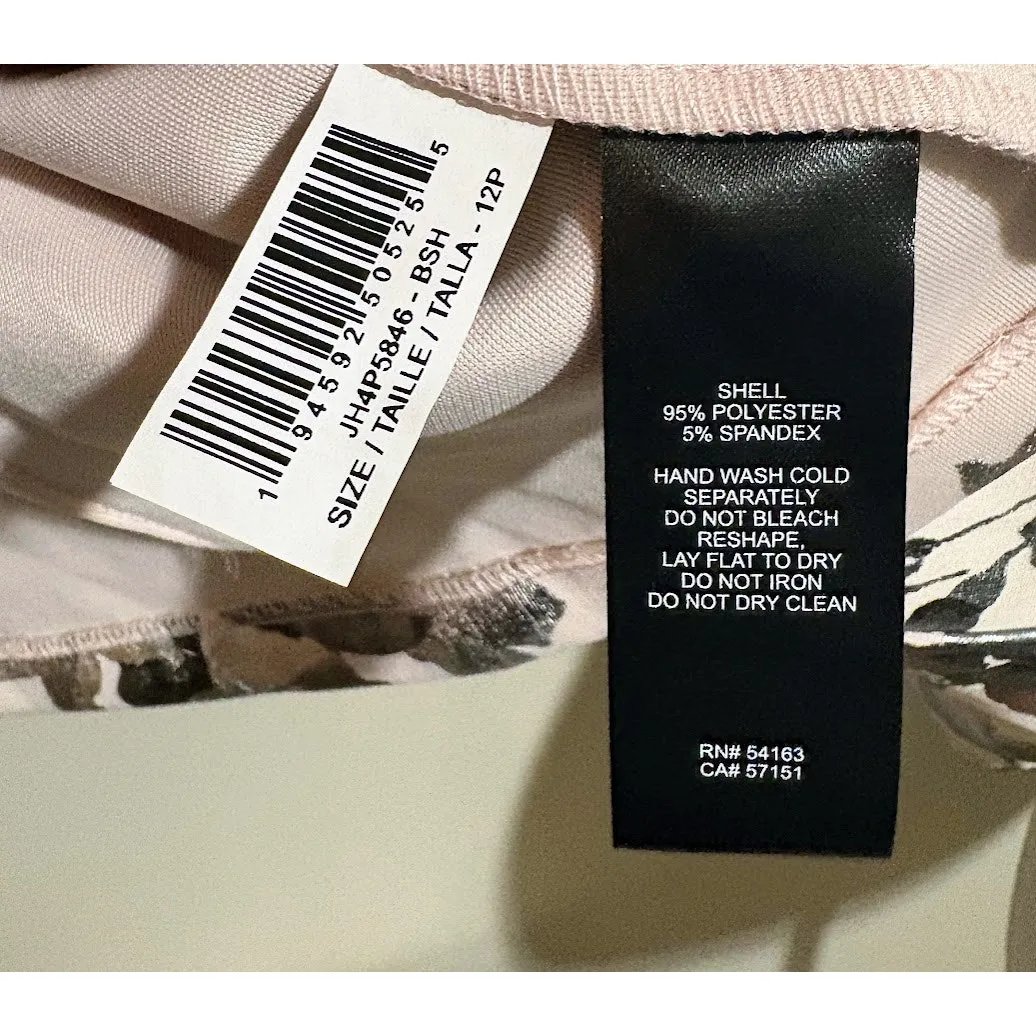 1 94592 50525 5
JH4P5846 - BSH
SIZE / TAILLE / TALLA - 12P
SHELL
95% POLYESTER
5% SPANDEX
HAND WASH COLD
SEPARATELY
DO NOT BLEACH
RESHAPE,
LAY FLAT TO DRY
DO NOT IRON
DO NOT DRY CLEAN
RN# 54163
CA# 57151